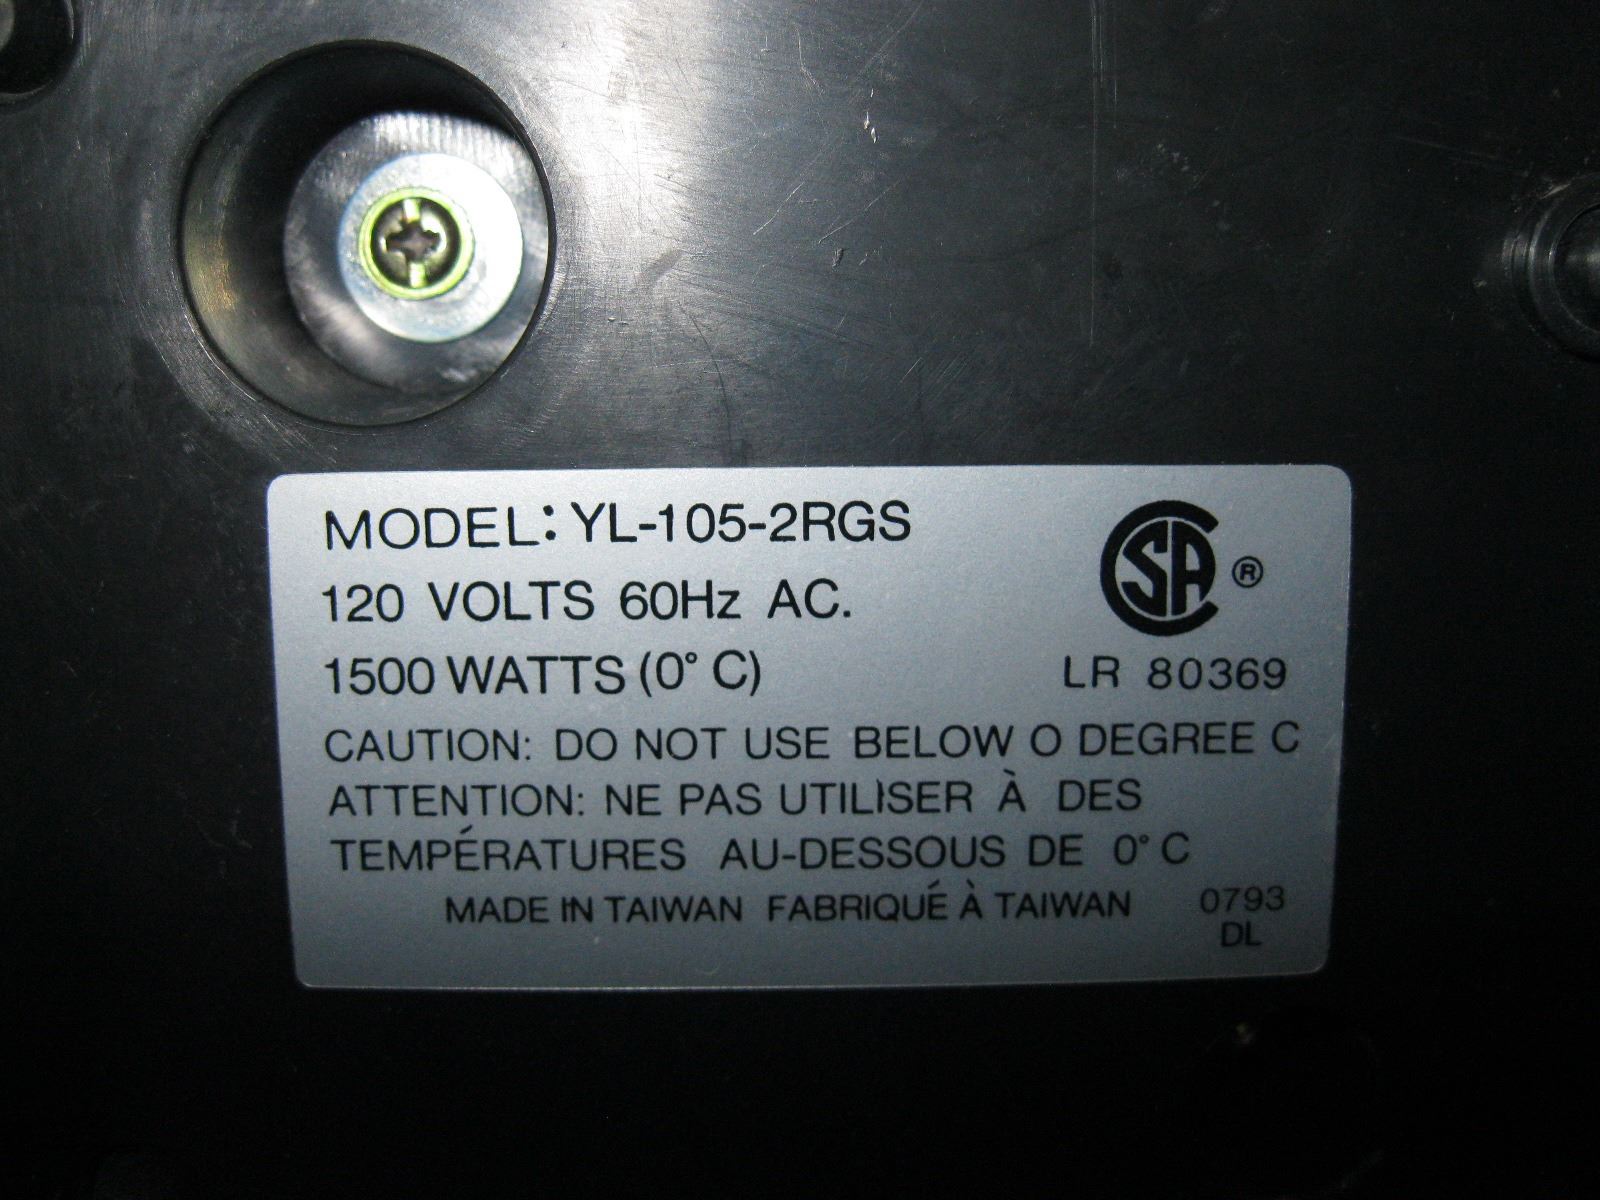 MODEL: YL-105-2RGS
120 VOLTS 60Hz AC.
SA ®
1500 WATTS (0° C)
LR 80369
CAUTION: DO NOT USE BELOW O DEGREE C
ATTENTION: NE PAS UTILISER À DES
TEMPÉRATURES AU-DESSOUS DE 0° C
MADE IN TAIWAN FABRIQUÉ À TAIWAN
0793
DL